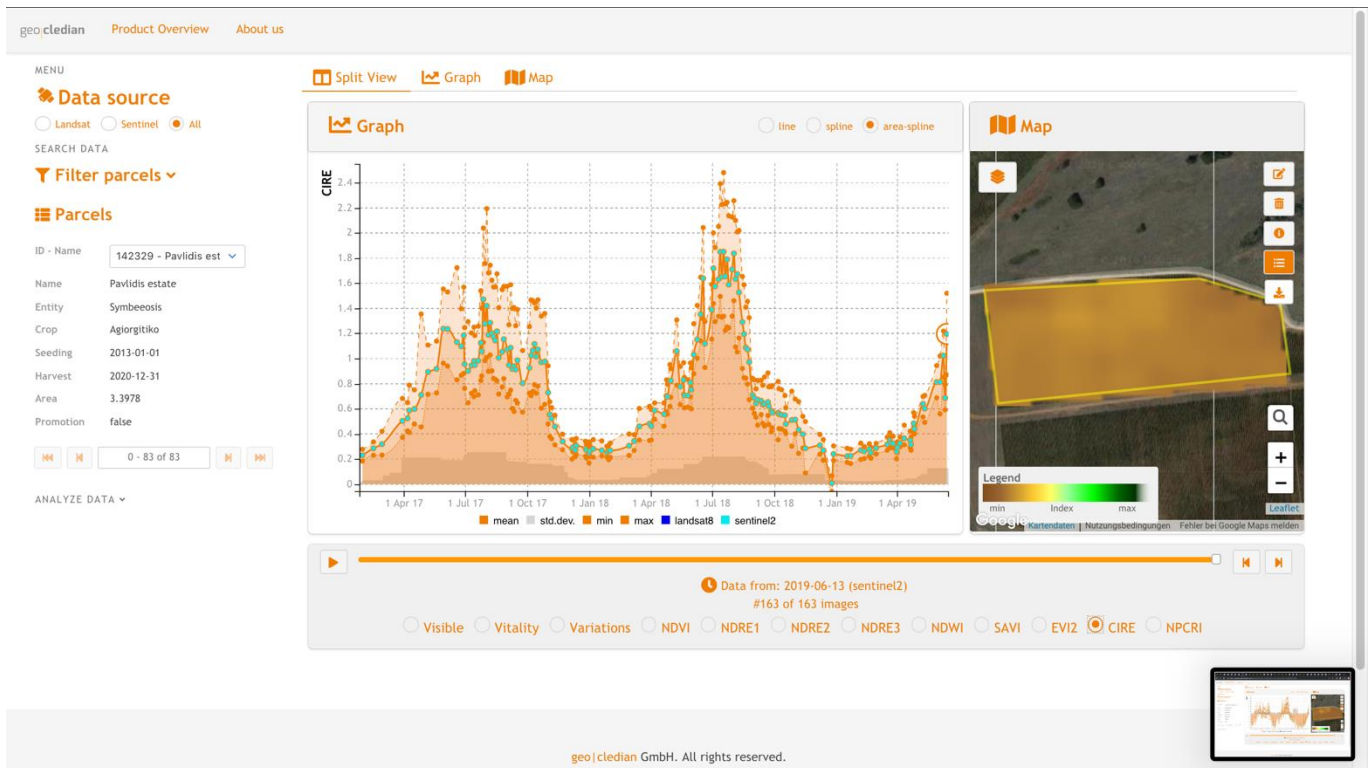 geo|cledian Product Overview About us
MENU
Data source
Landsat Sentinel All
SEARCH DATA
Filter parcels
Parcels
ID - Name 142329 - Pavlidis est
Name Pavlidis estate
Entity Symbeeosis
Crop Agiorgitiko
Seeding 2013-01-01
Harvest 2020-12-31
Area 3.3978
Promotion false
0 - 83 of 83
ANALYZE DATA
Split View Graph Map
Graph line spline area-spline
CIRE
2.4
2.2
2
1.8
1.6
1.4
1.2
1
0.8
0.6
0.4
0.2
0
1 Apr 17 1 Jul 17 1 Oct 17 1 Jan 18 1 Apr 18 1 Jul 18 1 Oct 18 1 Jan 19 1 Apr 19
mean std.dev. min max landsat8 sentinel2
Map
Legend
min Index max
Leaflet
Google Kartendaten Nutzungsbedingungen Fehler bei Google Maps melden
Data from: 2019-06-13 (sentinel2)
#163 of 163 images
Visible Vitality Variations NDVI NDRE1 NDRE2 NDRE3 NDWI SAVI EVI2 CIRE NPCRI
geo|cledian GmbH. All rights reserved.